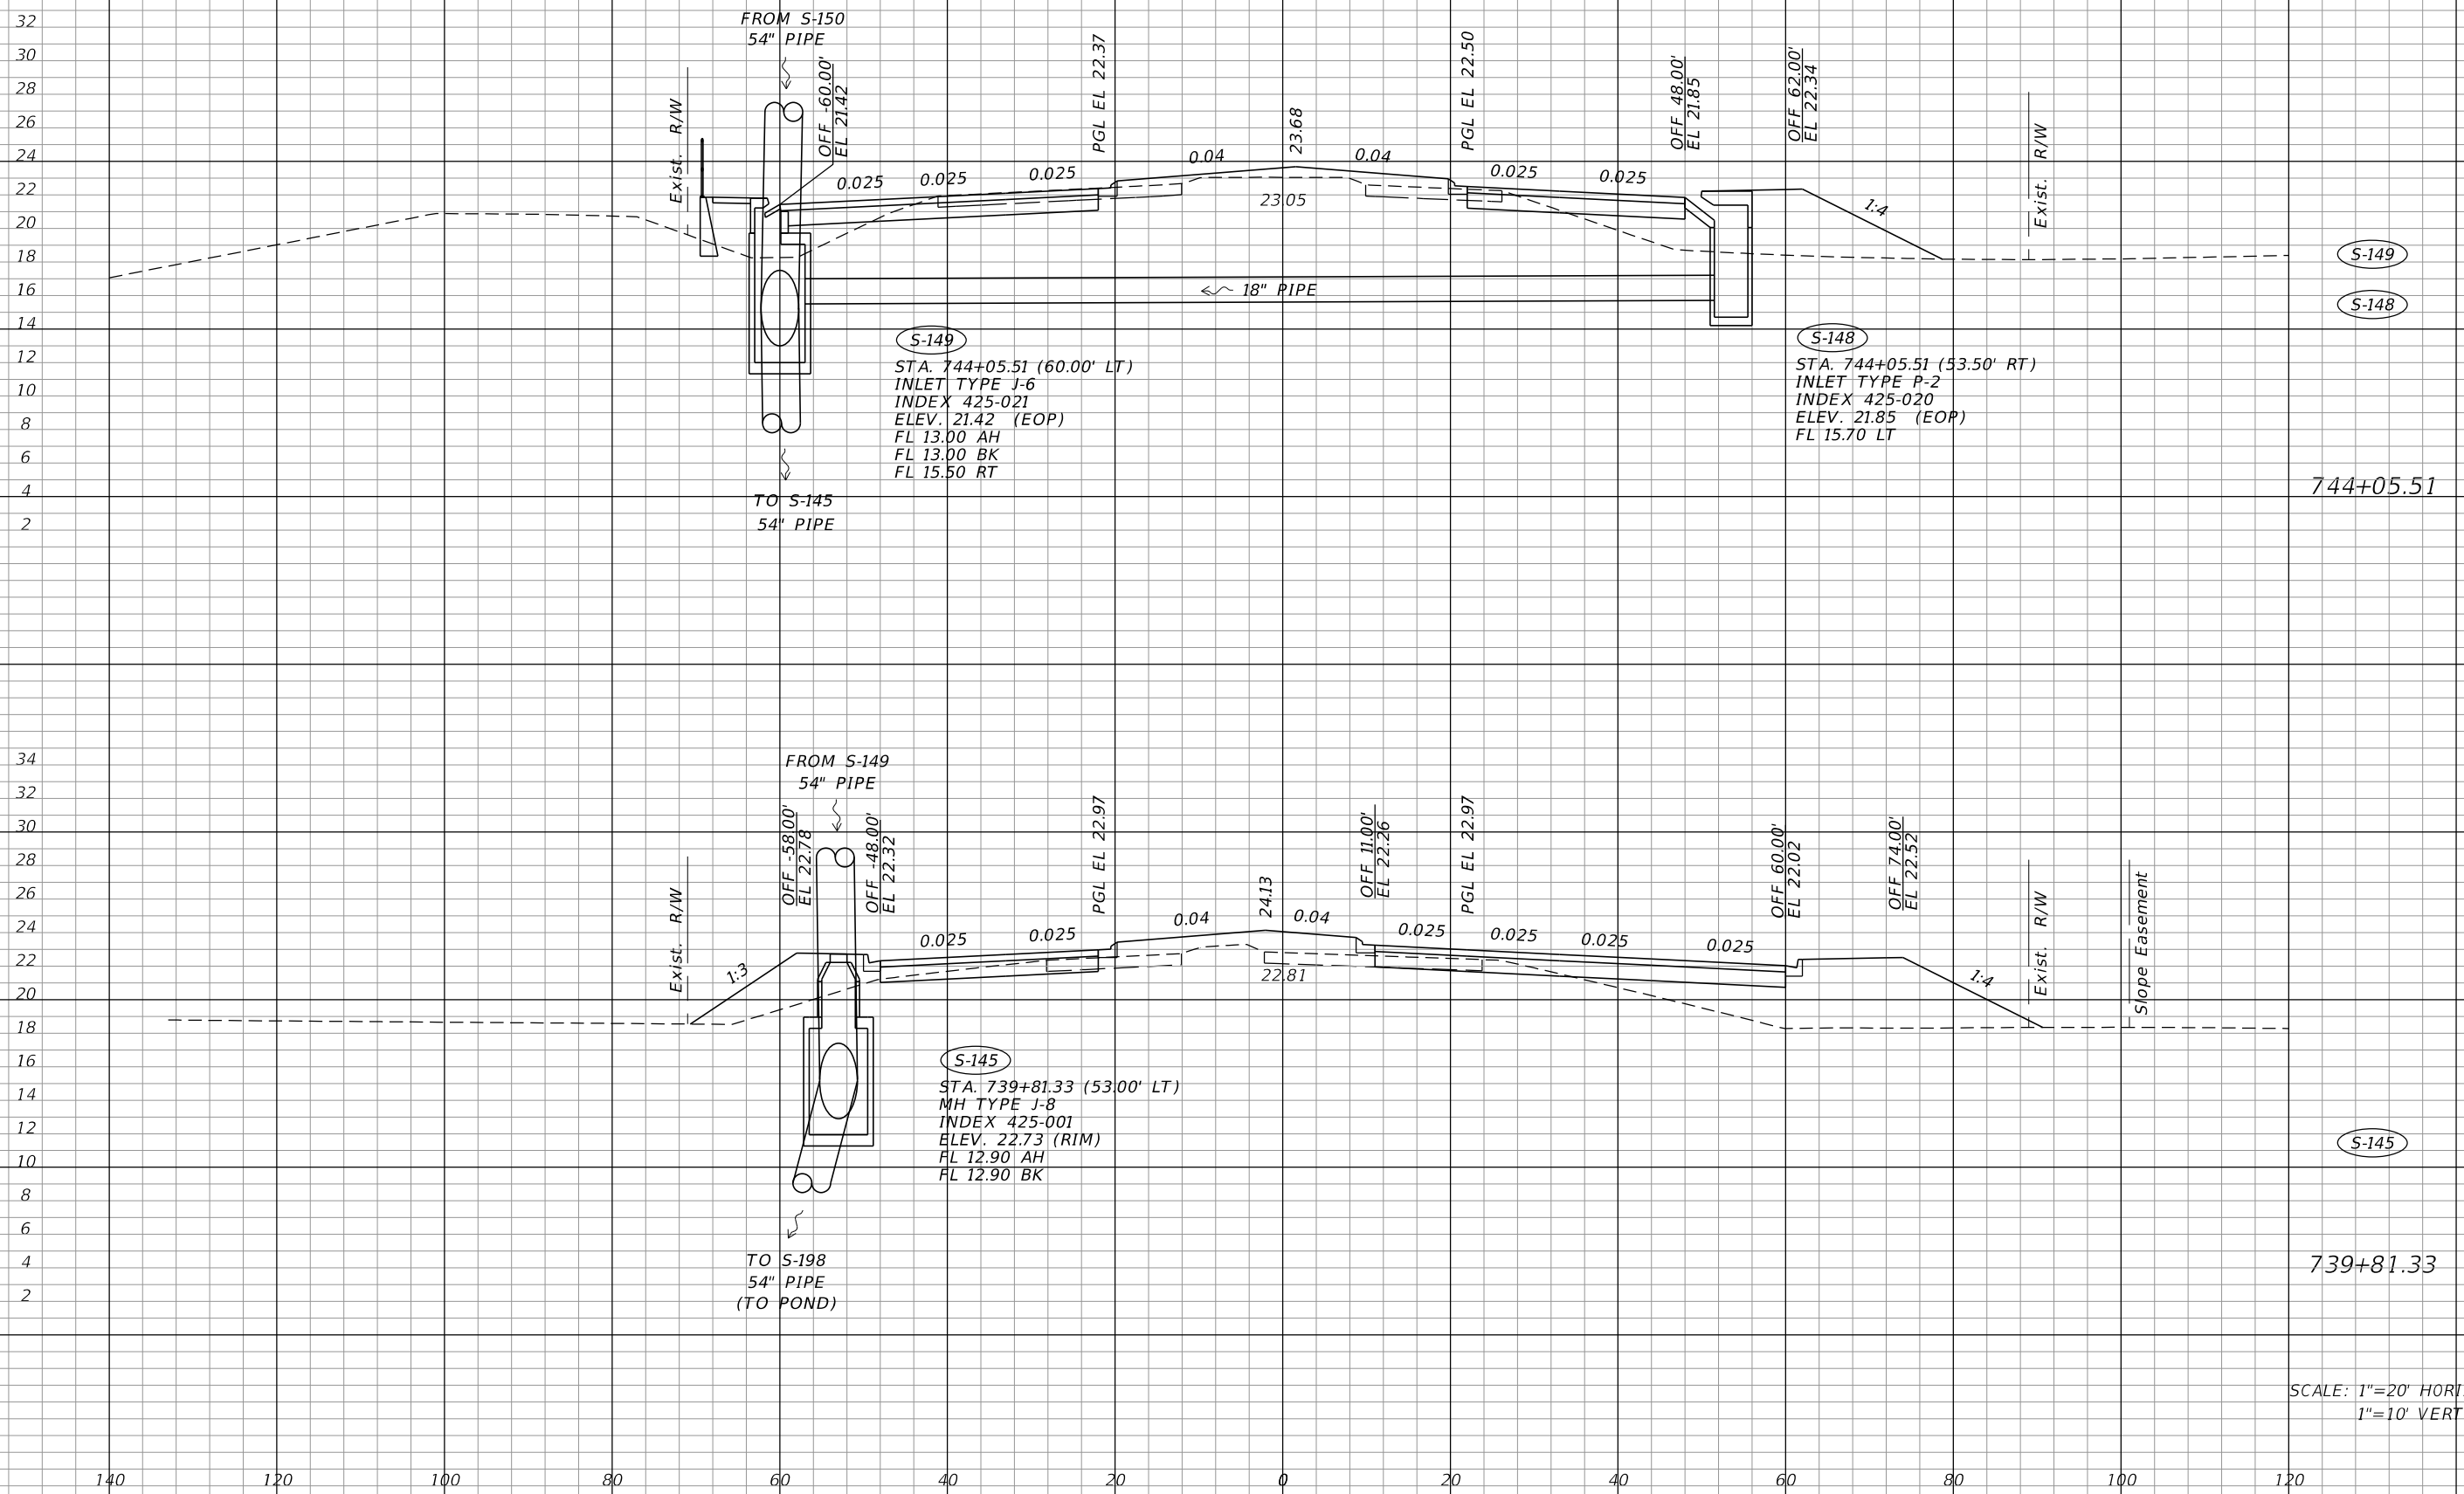 32
30
28
26
24
22
20
18
16
14
12
10
8
6
4
2
FROM S-150
54" PIPE
Exist. R/W
OFF -60.00'
EL 21.42
PGL EL 22.37
23.68
PGL EL 22.50
OFF 48.00'
EL 21.85
OFF 62.00'
EL 22.34
Exist. R/W
0.025
0.025
0.025
0.04
0.04
0.025
0.025
23.05
1:4
18" PIPE
S-149
S-148
S-149
STA. 744+05.51 (60.00' LT)
INLET TYPE J-6
INDEX 425-021
ELEV. 21.42 (EOP)
FL 13.00 AH
FL 13.00 BK
FL 15.50 RT
S-148
STA. 744+05.51 (53.50' RT)
INLET TYPE P-2
INDEX 425-020
ELEV. 21.85 (EOP)
FL 15.70 LT
TO S-145
54" PIPE
744+05.51
34
32
30
28
26
24
22
20
18
16
14
12
10
8
6
4
2
FROM S-149
54" PIPE
Exist. R/W
OFF -58.00'
EL 22.78
OFF -48.00'
EL 22.32
PGL EL 22.97
24.13
OFF 11.00'
EL 22.26
PGL EL 22.97
OFF 60.00'
EL 22.02
OFF 74.00'
EL 22.52
Exist. R/W
Slope Easement
1:3
0.025
0.025
0.04
0.04
0.025
0.025
0.025
0.025
22.81
1:4
S-145
STA. 739+81.33 (53.00' LT)
MH TYPE J-8
INDEX 425-001
ELEV. 22.73 (RIM)
FL 12.90 AH
FL 12.90 BK
S-145
TO S-198
54" PIPE
(TO POND)
739+81.33
SCALE: 1"=20' HORI
1"=10' VERT
140
120
100
80
60
40
20
0
20
40
60
80
100
120